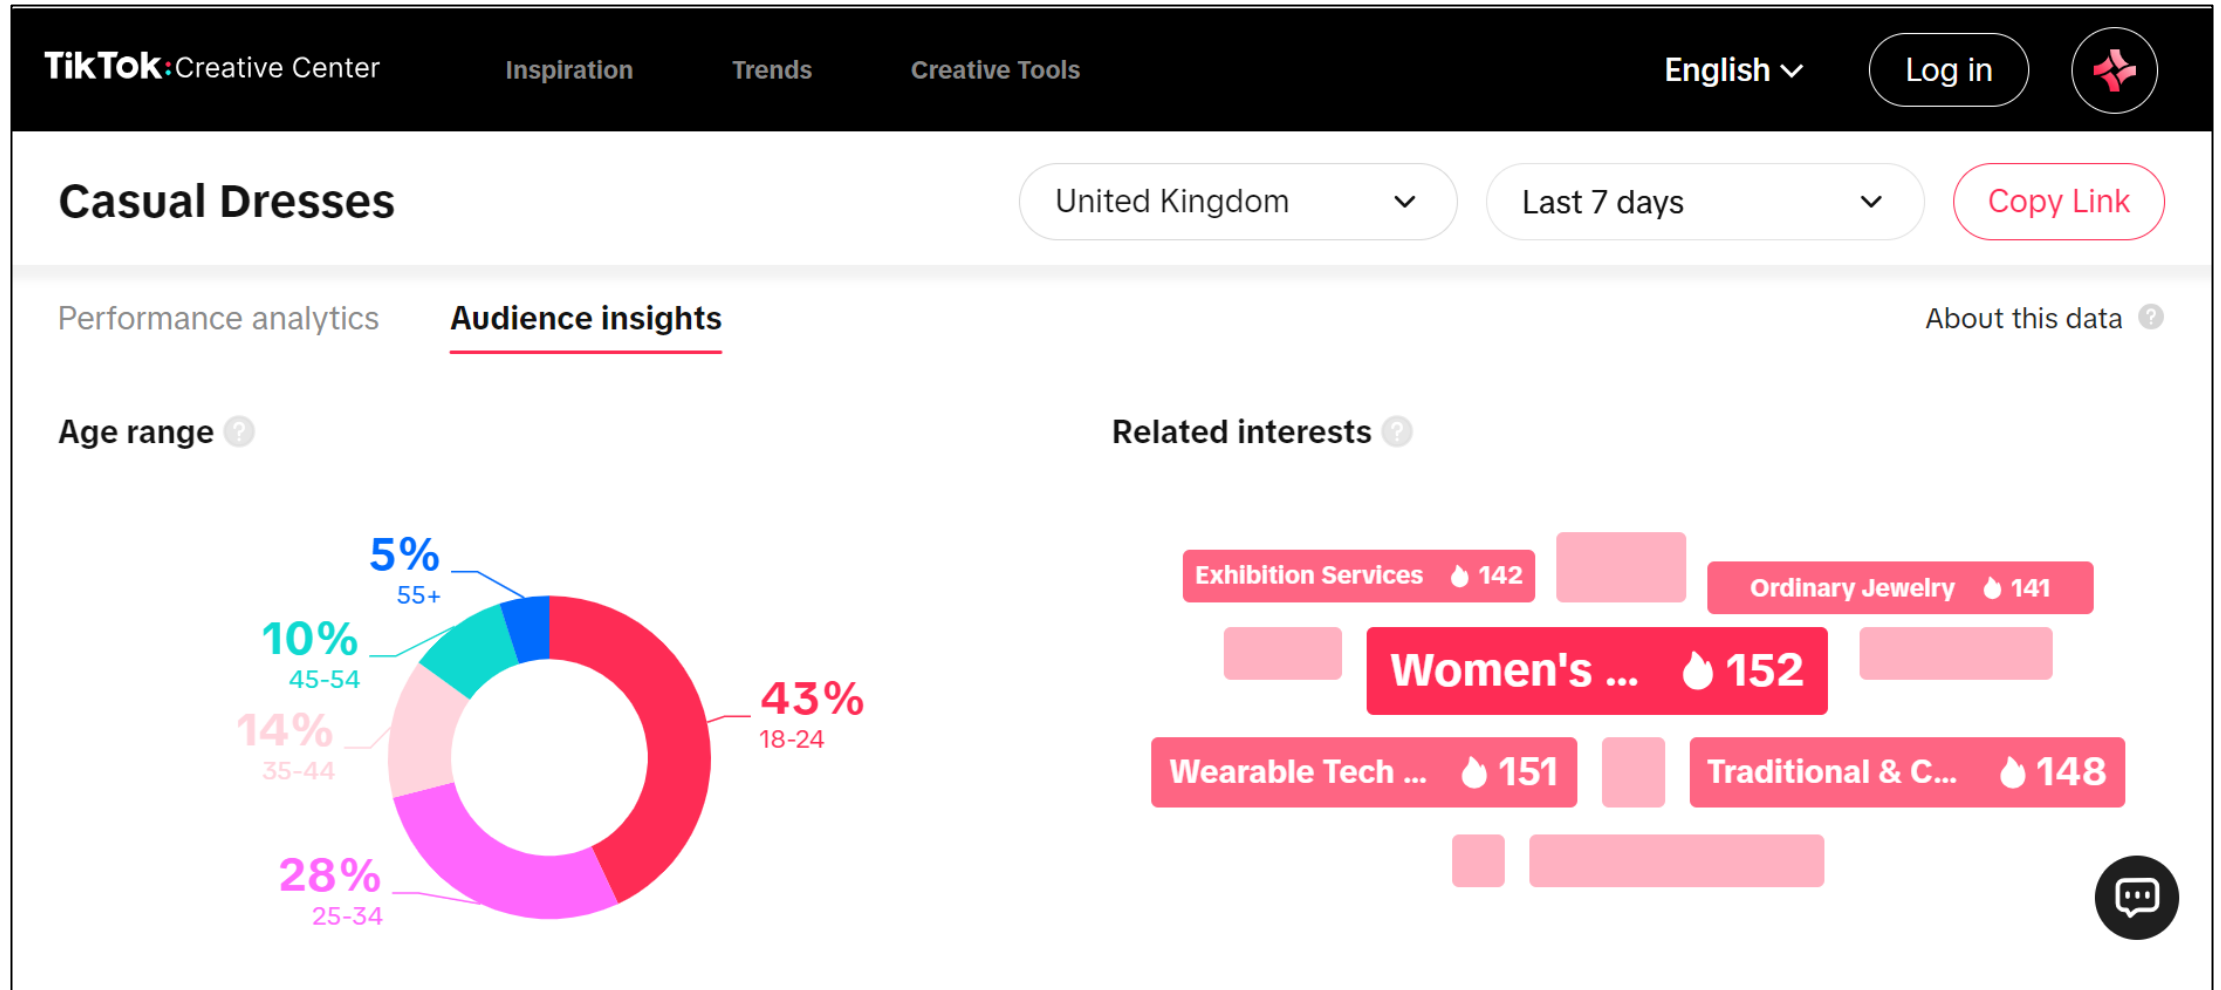 TikTok:Creative Center
Inspiration
Trends
Creative Tools
English
Log in
Casual Dresses
United Kingdom
Last 7 days
Copy Link
Performance analytics
Audience insights
About this data ?
Age range ?
5%
55+
10%
45-54
14%
35-44
28%
25-34
43%
18-24
Related interests ?
Exhibition Services 142
Ordinary Jewelry 141
Women's ... 152
Wearable Tech ... 151
Traditional & C... 148